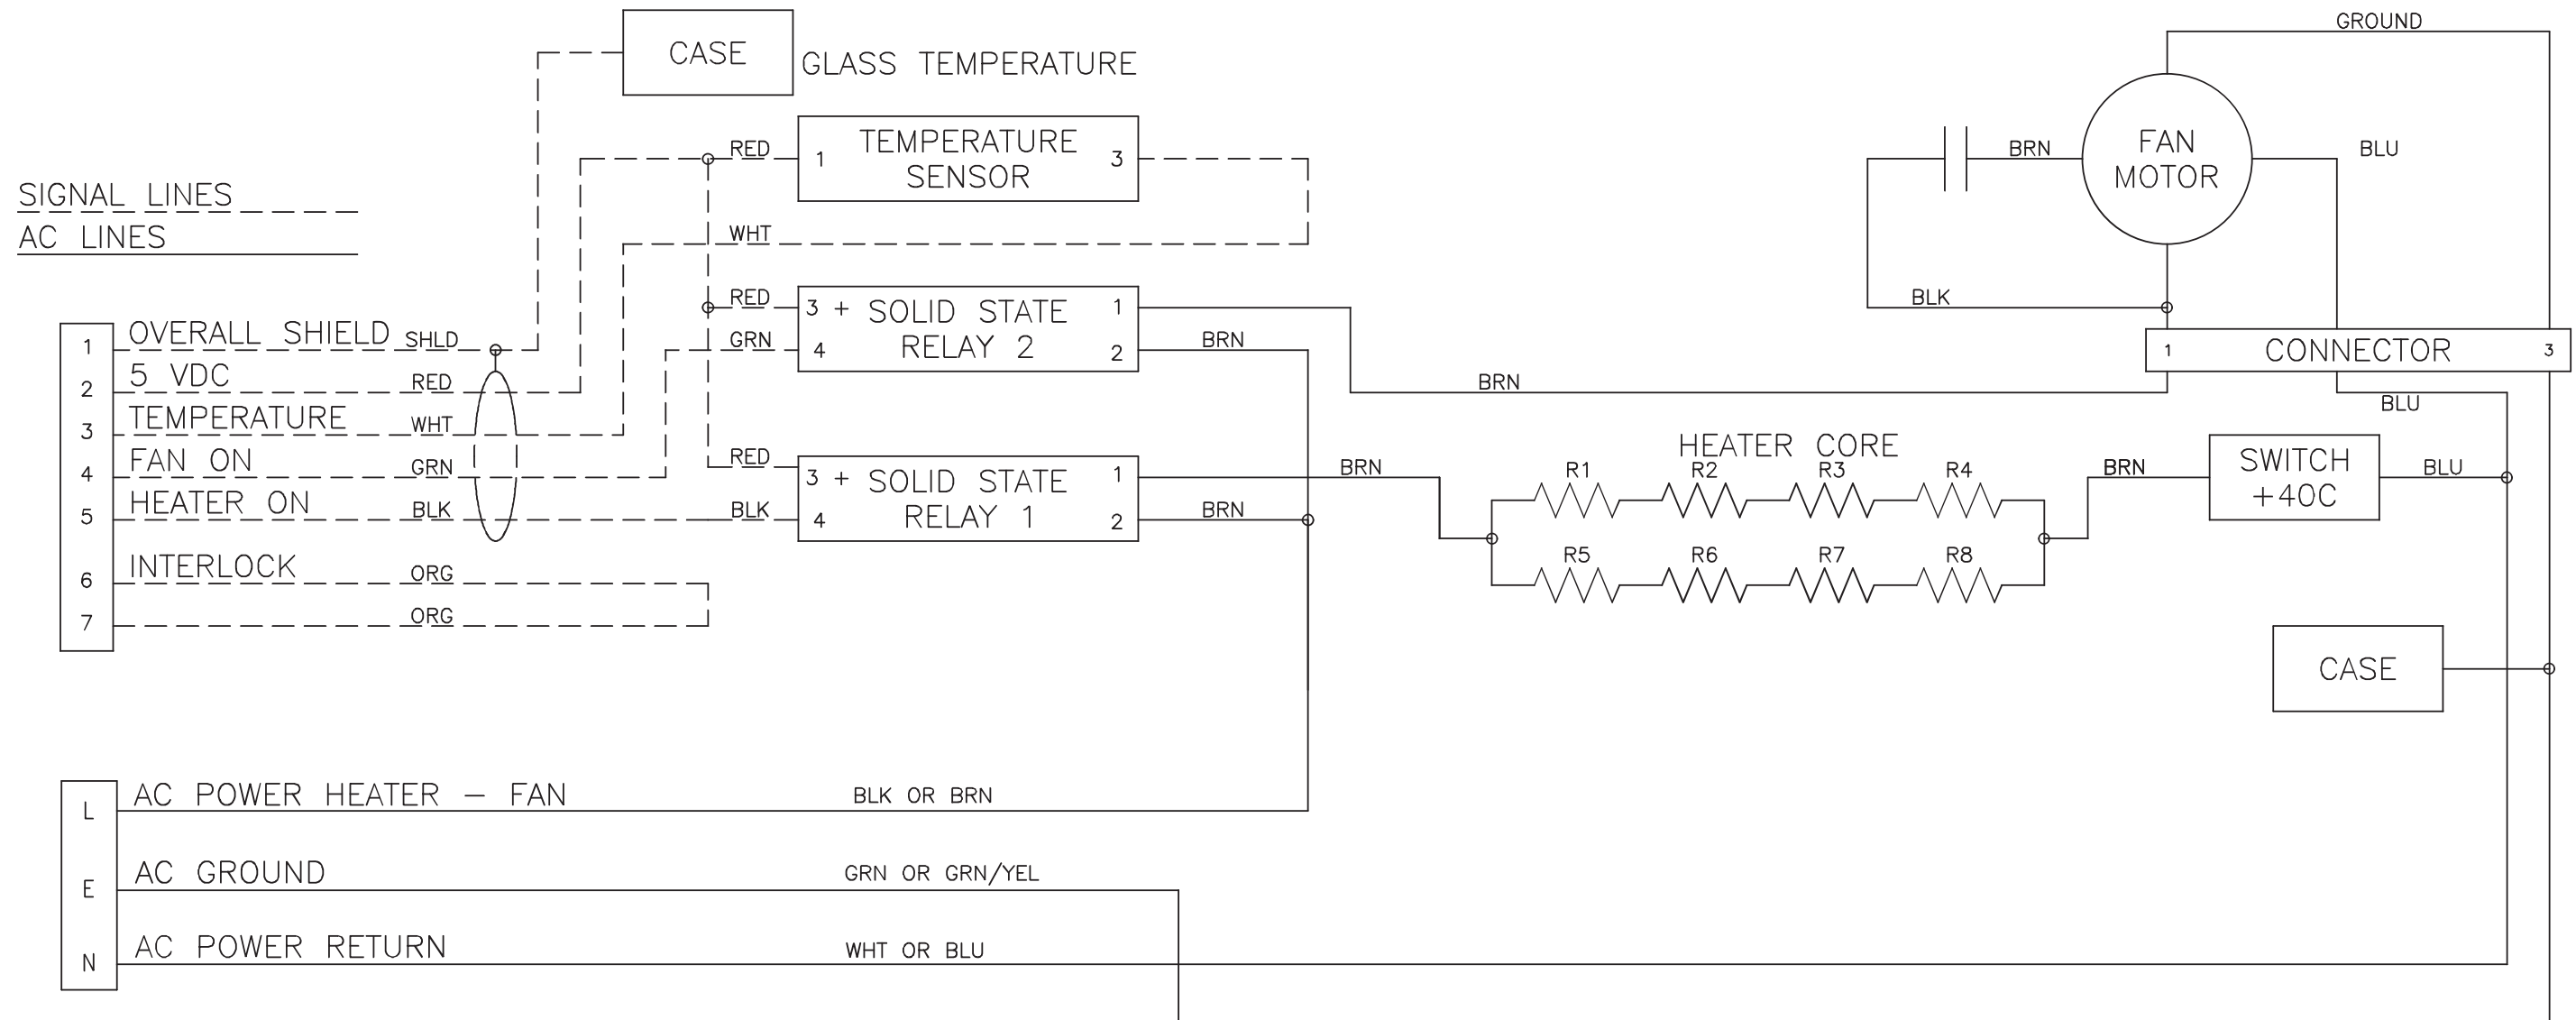 GROUND
CASE
GLASS TEMPERATURE
RED
1
TEMPERATURE
SENSOR
3
BRN
FAN
MOTOR
BLU
SIGNAL LINES
AC LINES
WHT
RED
3 +
SOLID STATE
RELAY 2
1
GRN
4
2
BRN
BLK
1
CONNECTOR
3
BLU
BRN
1
OVERALL SHIELD
SHLD
2
5 VDC
RED
3
TEMPERATURE
WHT
4
FAN ON
GRN
5
HEATER ON
BLK
6
INTERLOCK
ORG
7
ORG
RED
3 +
SOLID STATE
RELAY 1
1
BLK
4
2
BRN
BRN
HEATER CORE
R1
R2
R3
R4
R5
R6
R7
R8
BRN
SWITCH
+40C
BLU
CASE
L
AC POWER HEATER – FAN
BLK OR BRN
E
AC GROUND
GRN OR GRN/YEL
N
AC POWER RETURN
WHT OR BLU